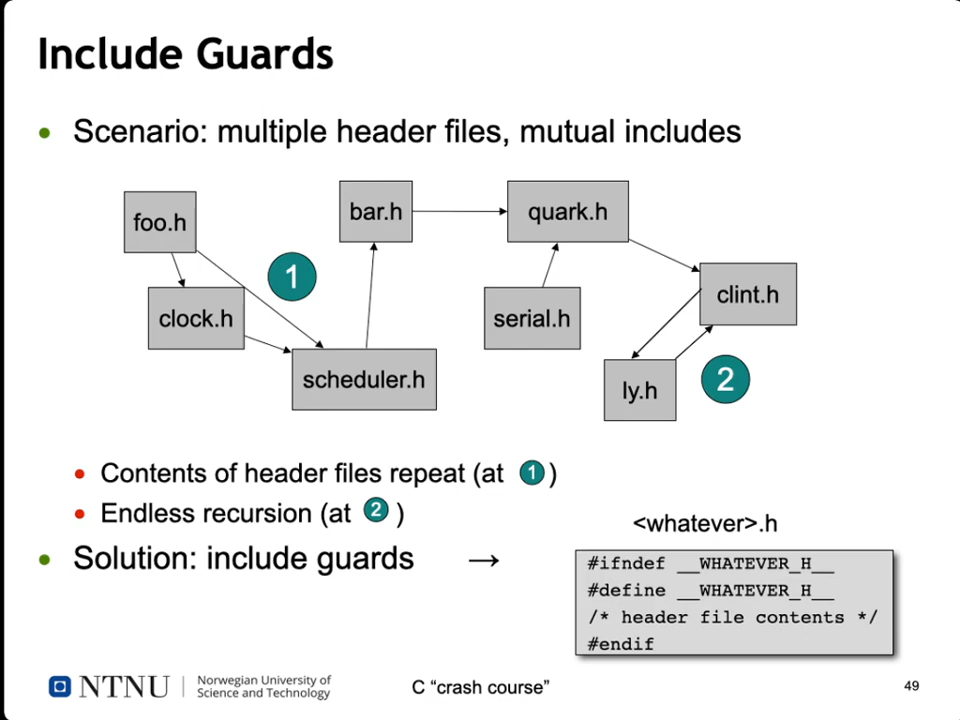 Include Guards
• Scenario: multiple header files, mutual includes
foo.h
bar.h
quark.h
1
clock.h
serial.h
clint.h
scheduler.h
ly.h
2
• Contents of header files repeat (at 1)
• Endless recursion (at 2)
• Solution: include guards →
<whatever>.h
#ifndef __WHATEVER_H__
#define __WHATEVER_H__
/* header file contents */
#endif
NTNU
Norwegian University of
Science and Technology
C “crash course”
49